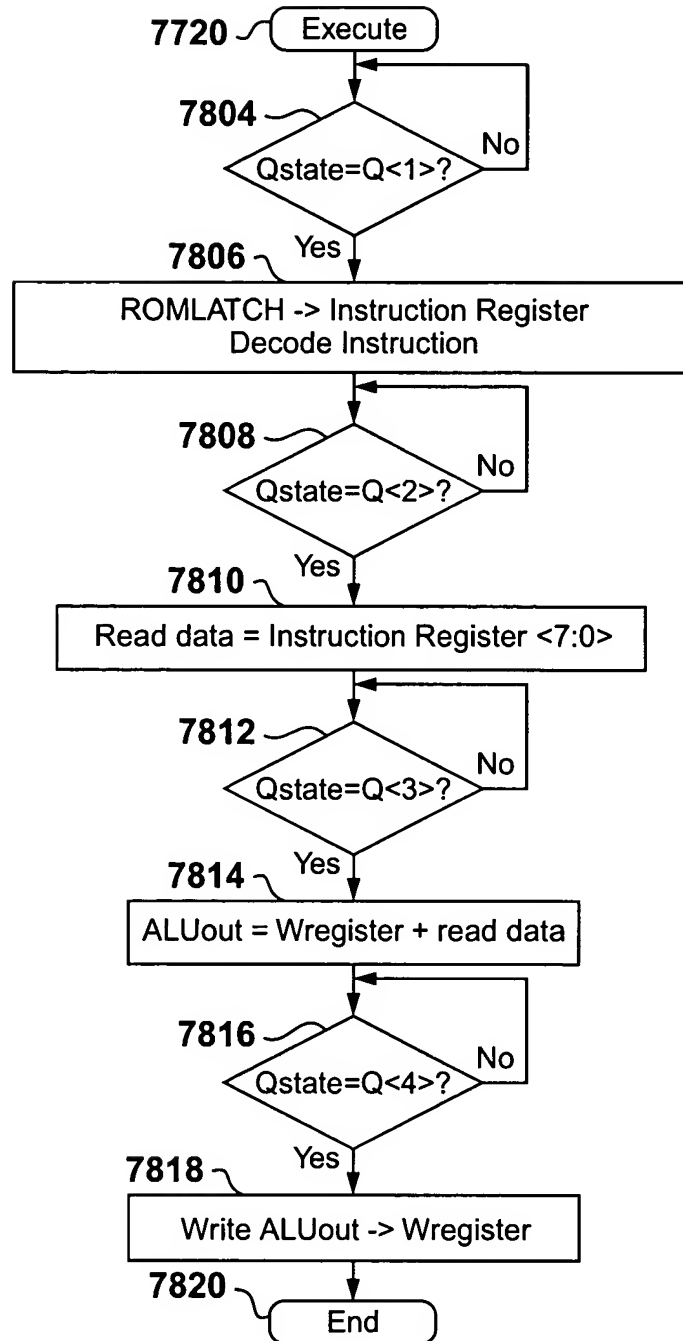 7720 Execute
7804
No
Qstate=Q<1>?
Yes
7806
ROMLATCH -> Instruction Register
Decode Instruction
7808
No
Qstate=Q<2>?
Yes
7810
Read data = Instruction Register <7:0>
7812
No
Qstate=Q<3>?
Yes
7814
ALUout = Wregister + read data
7816
No
Qstate=Q<4>?
Yes
7818
Write ALUout -> Wregister
7820
End